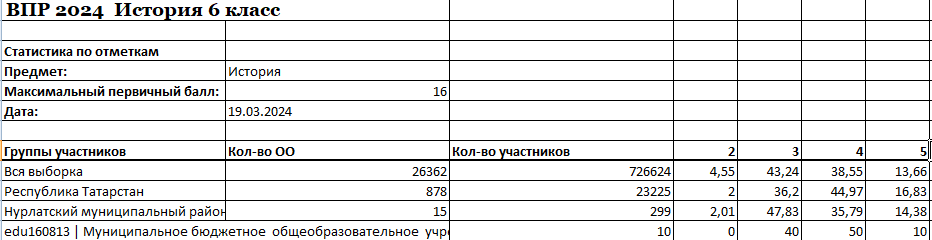 ВПР 2024 История 6 класс
Статистика по отметкам
Предмет: История
Максимальный первичный балл: 16
Дата: 19.03.2024
Группы участников Кол-во ОО Кол-во участников 2 3 4 5
Вся выборка 26362 726624 4,55 43,24 38,55 13,66
Республика Татарстан 878 23225 2 36,2 44,97 16,83
Нурлатский муниципальный район 15 299 2,01 47,83 35,79 14,38
edu160813 | Муниципальное бюджетное общеобразовательное 10 0 40 50 10